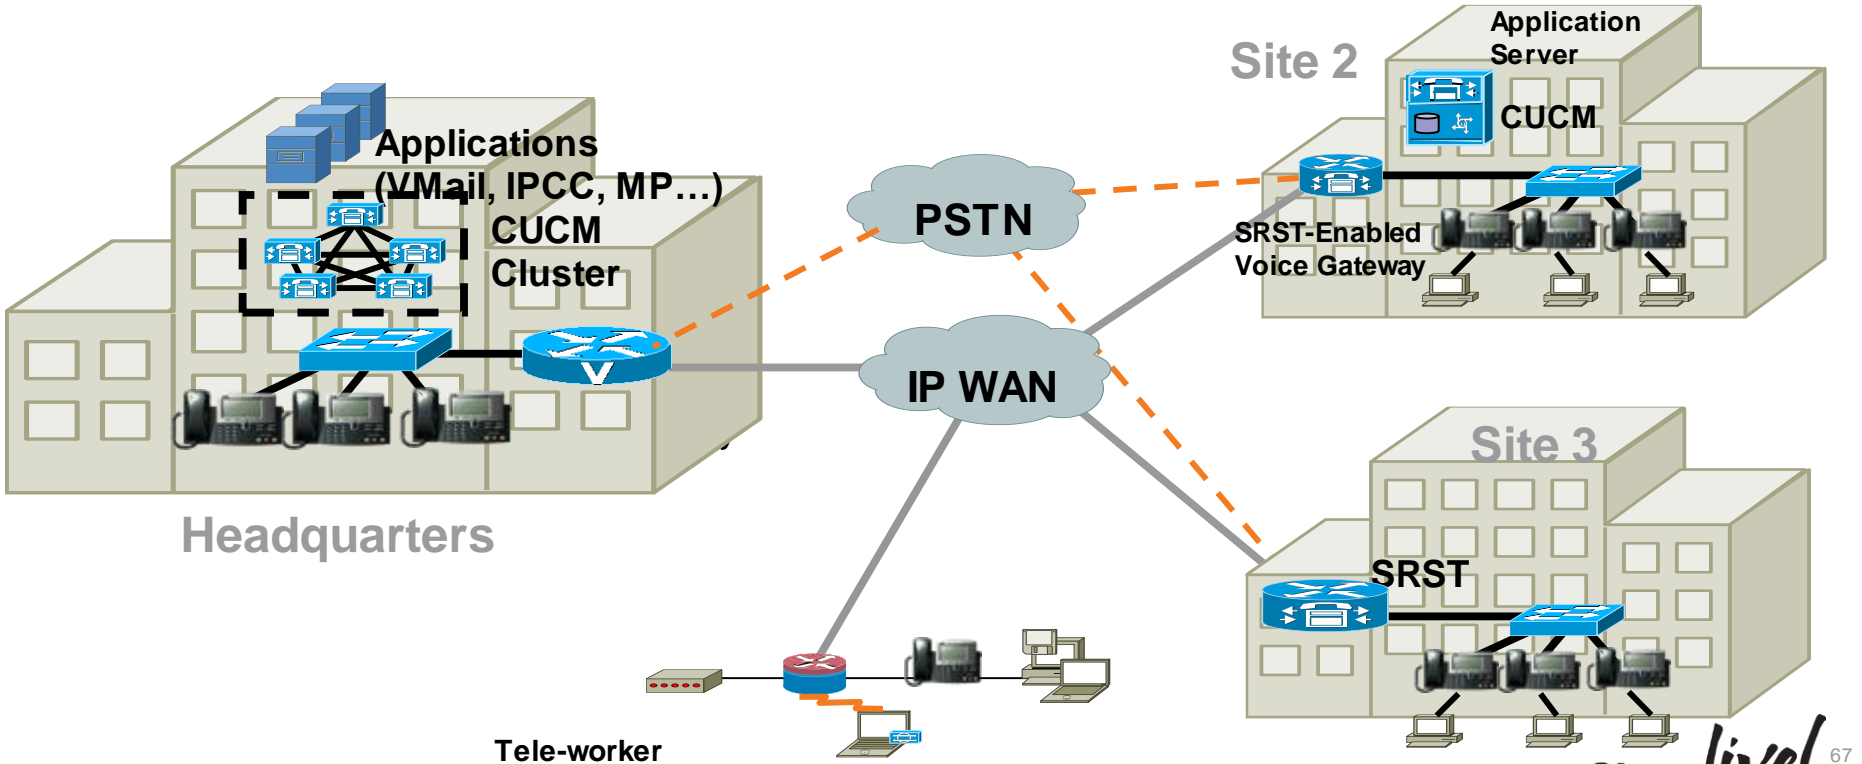 Application
Server
Site 2
CUCM
Applications
(VMail, IPCC, MP…)
CUCM
Cluster
PSTN
SRST-Enabled
Voice Gateway
IP WAN
V
Site 3
Headquarters
SRST
Tele-worker
live!
67